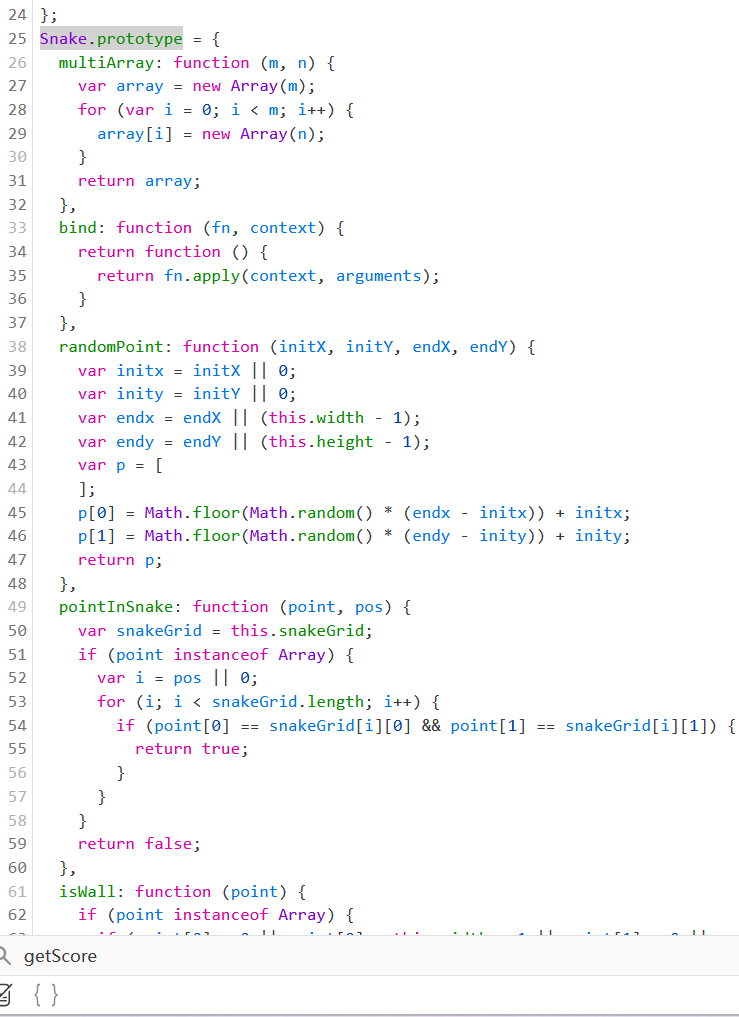 24 };
25 Snake.prototype = {
26 multiArray: function (m, n) {
27 var array = new Array(m);
28 for (var i = 0; i < m; i++) {
29 array[i] = new Array(n);
30 }
31 return array;
32 },
33 bind: function (fn, context) {
34 return function () {
35 return fn.apply(context, arguments);
36 }
37 },
38 randomPoint: function (initX, initY, endX, endY) {
39 var initx = initX || 0;
40 var inity = initY || 0;
41 var endx = endX || (this.width - 1);
42 var endy = endY || (this.height - 1);
43 var p = [
44 ];
45 p[0] = Math.floor(Math.random() * (endx - initx)) + initx;
46 p[1] = Math.floor(Math.random() * (endy - inity)) + inity;
47 return p;
48 },
49 pointInSnake: function (point, pos) {
50 var snakeGrid = this.snakeGrid;
51 if (point instanceof Array) {
52 var i = pos || 0;
53 for (i; i < snakeGrid.length; i++) {
54 if (point[0] == snakeGrid[i][0] && point[1] == snakeGrid[i][1]) {
55 return true;
56 }
57 }
58 }
59 return false;
60 },
61 isWall: function (point) {
62 if (point instanceof Array) {
getScore
{ }